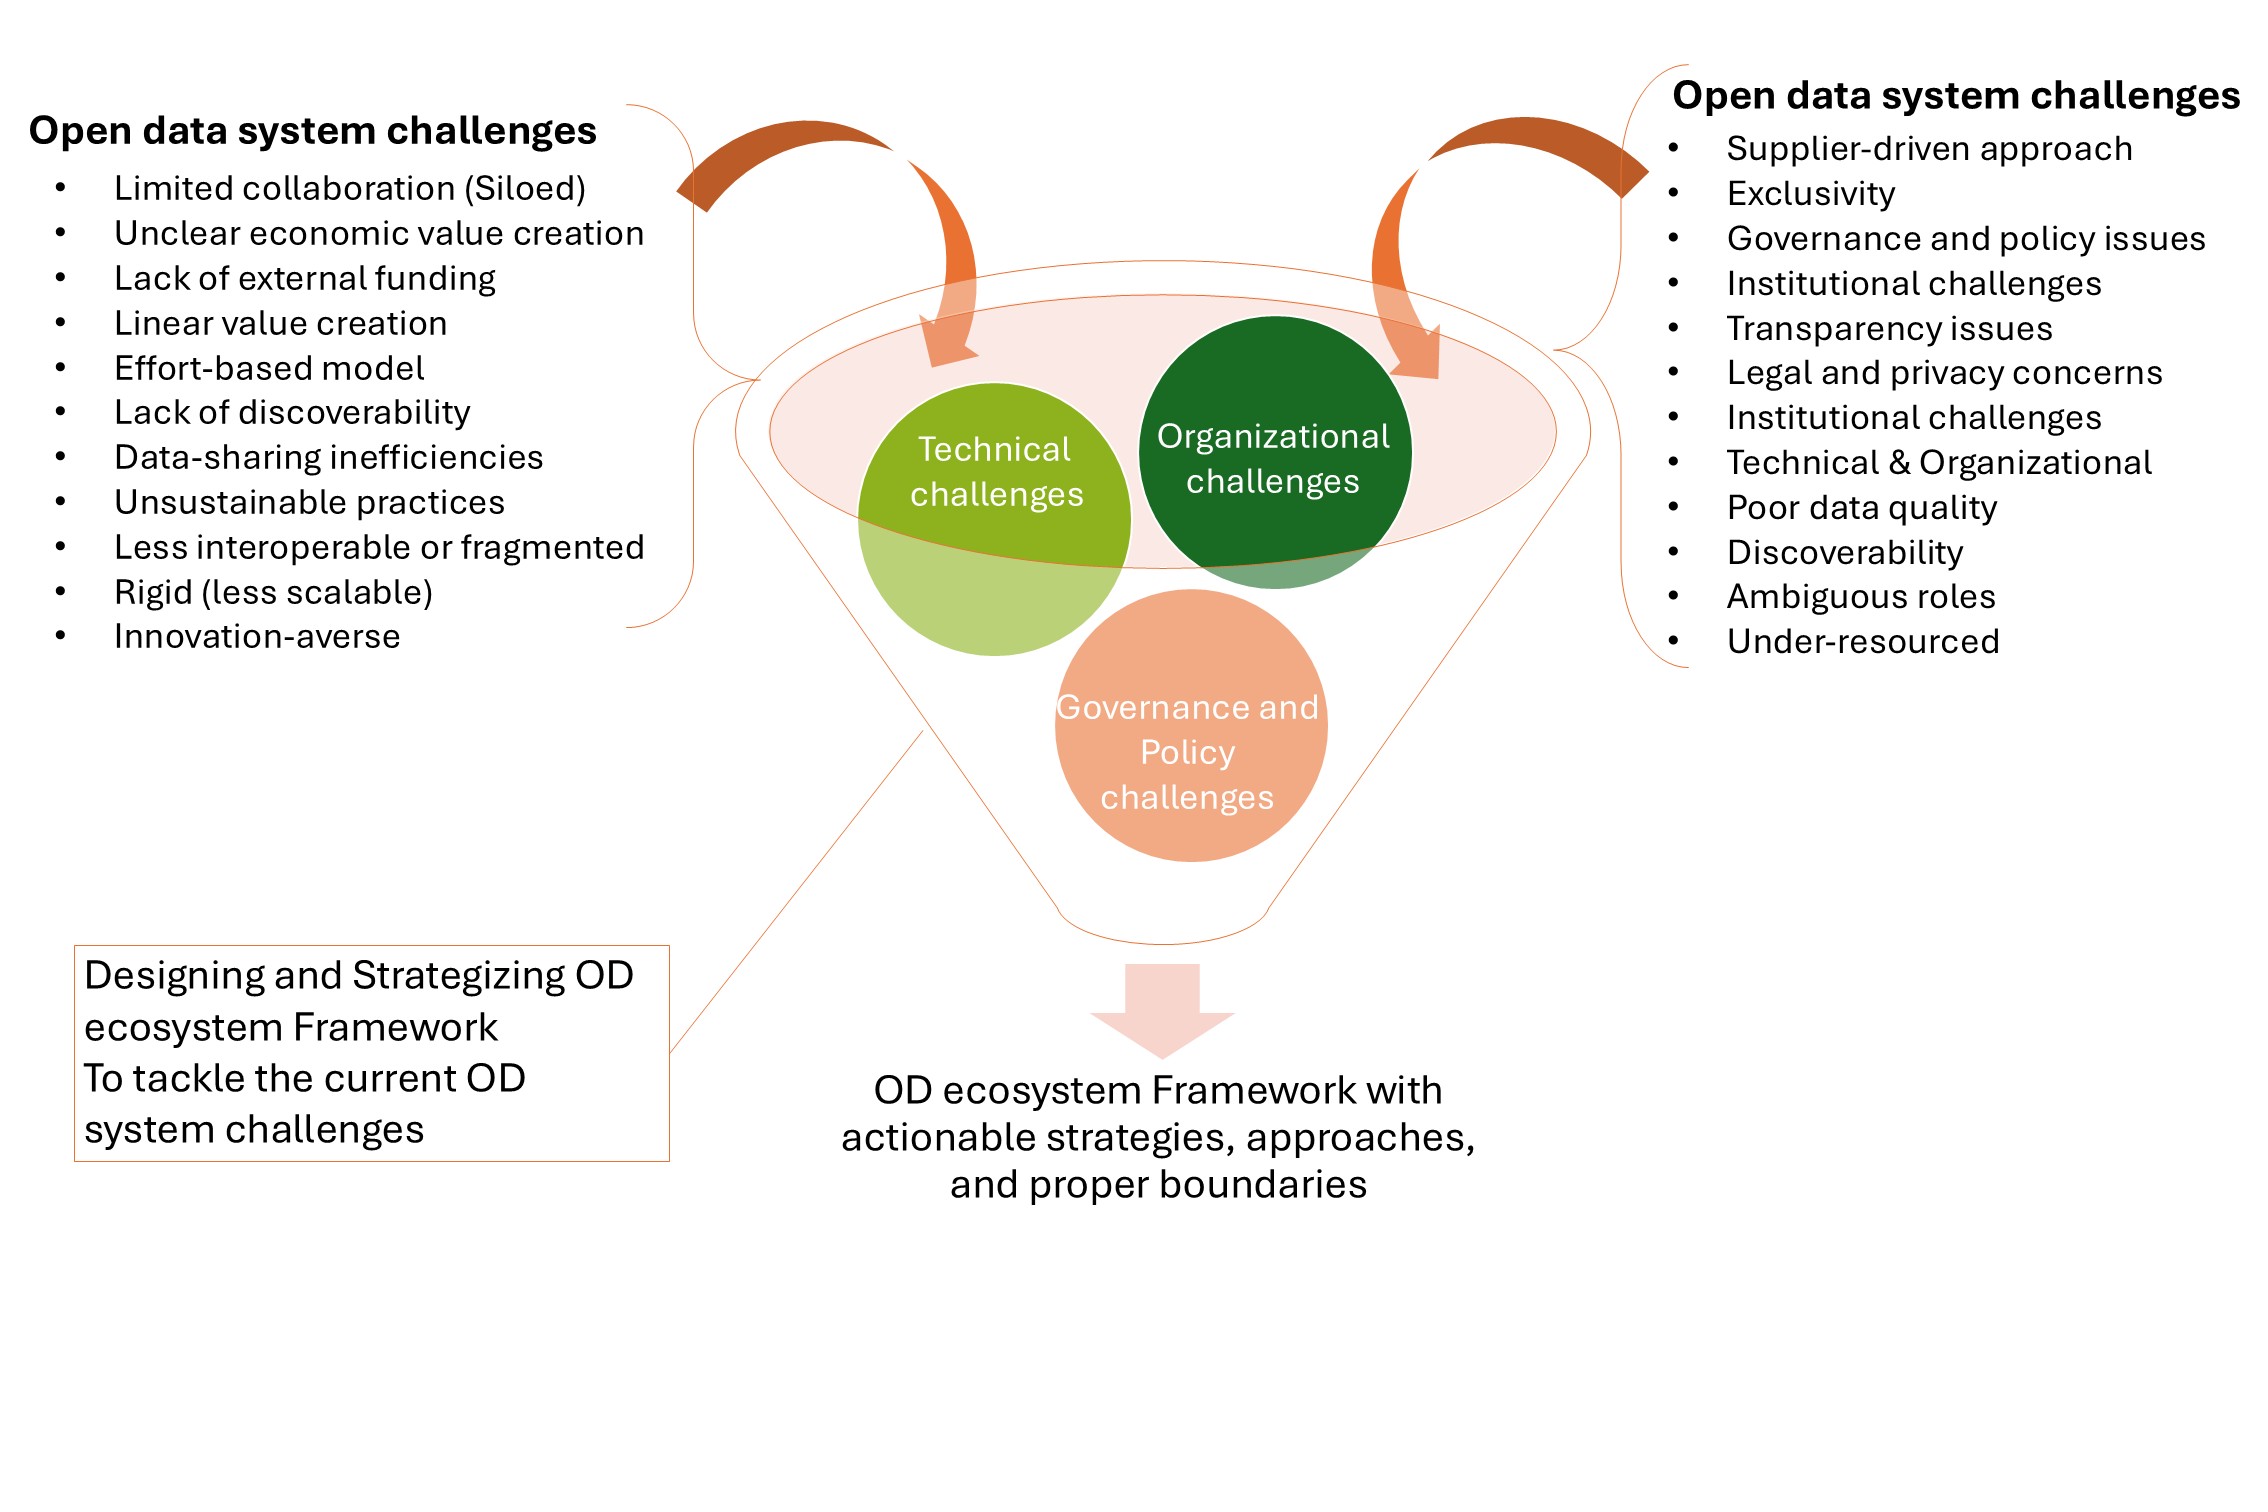 Open data system challenges
• Limited collaboration (Siloed)
• Unclear economic value creation
• Lack of external funding
• Linear value creation
• Effort-based model
• Lack of discoverability
• Data-sharing inefficiencies
• Unsustainable practices
• Less interoperable or fragmented
• Rigid (less scalable)
• Innovation-averse
Open data system challenges
• Supplier-driven approach
• Exclusivity
• Governance and policy issues
• Institutional challenges
• Transparency issues
• Legal and privacy concerns
• Institutional challenges
• Technical & Organizational
• Poor data quality
• Discoverability
• Ambiguous roles
• Under-resourced
Technical
challenges
Organizational
challenges
Governance and
Policy
challenges
Designing and Strategizing OD
ecosystem Framework
To tackle the current OD
system challenges
OD ecosystem Framework with
actionable strategies, approaches,
and proper boundaries